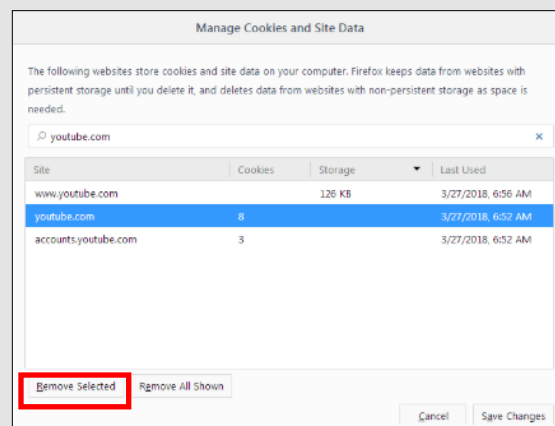 Manage Cookies and Site Data
The following websites store cookies and site data on your computer. Firefox keeps data from websites with
persistent storage until you delete it, and deletes data from websites with non-persistent storage as space is
needed.
youtube.com
Site Cookies Storage Last Used
www.youtube.com 126 KB 3/27/2018, 6:56 AM
youtube.com 8 3/27/2018, 6:52 AM
accounts.youtube.com 3 3/27/2018, 6:52 AM
Remove Selected Remove All Shown
Cancel Save Changes